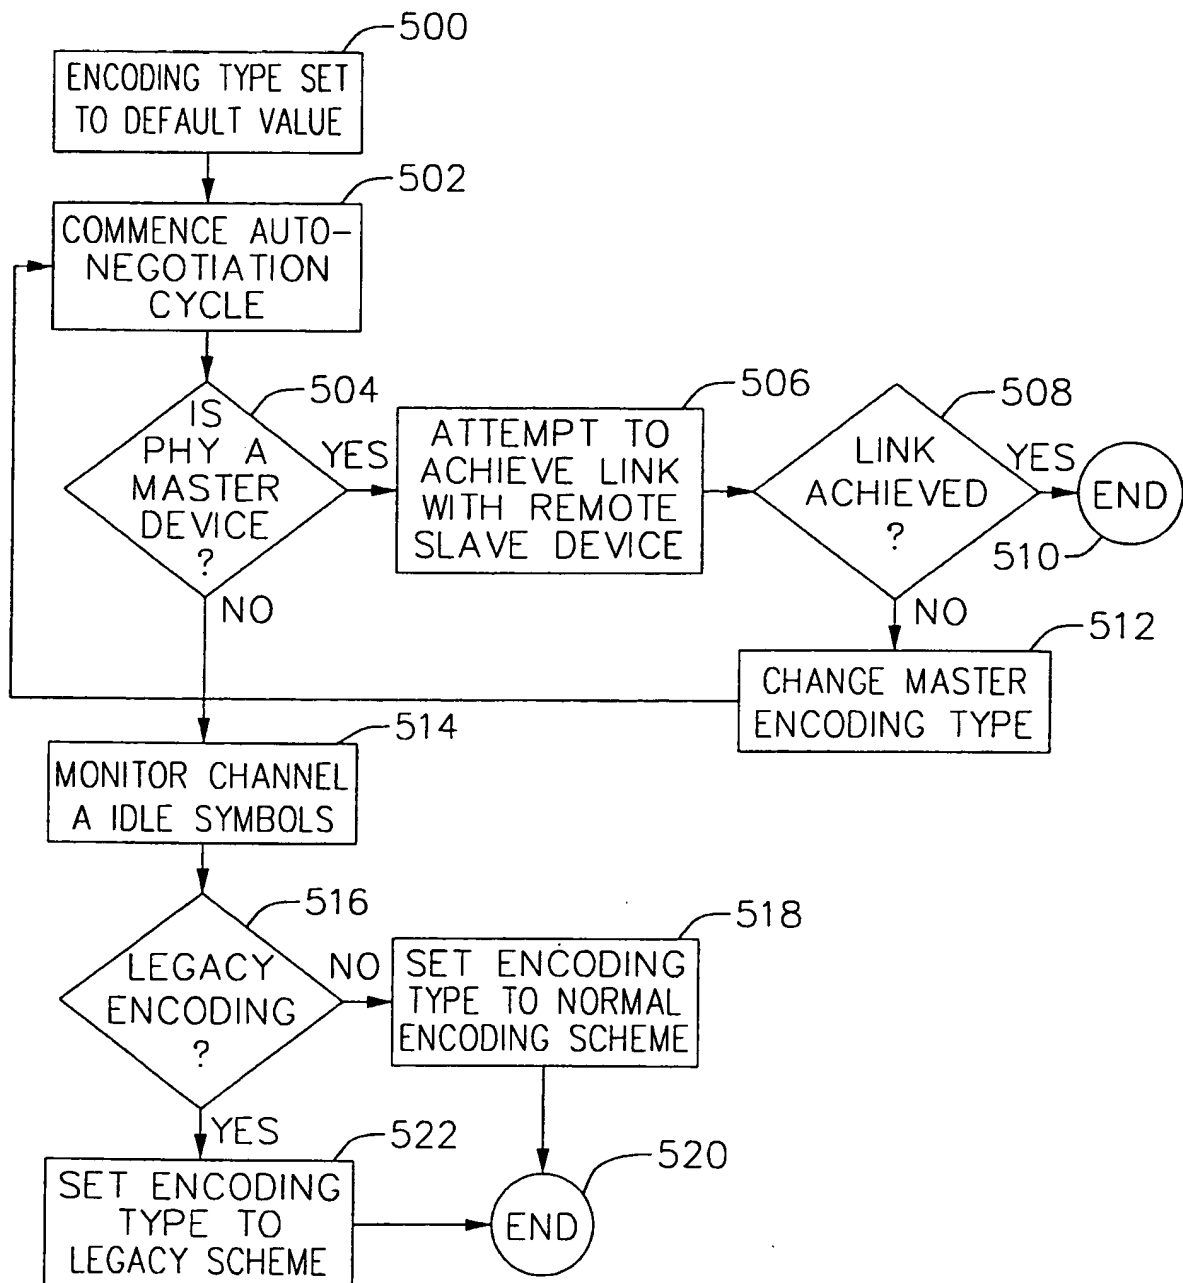 500
ENCODING TYPE SET
TO DEFAULT VALUE
502
COMMENCE AUTO-
NEGOTIATION
CYCLE
504
IS
PHY A
MASTER
DEVICE
?
YES
NO
506
ATTEMPT TO
ACHIEVE LINK
WITH REMOTE
SLAVE DEVICE
508
LINK
ACHIEVED
?
YES
END
510
NO
512
CHANGE MASTER
ENCODING TYPE
514
MONITOR CHANNEL
A IDLE SYMBOLS
516
LEGACY
ENCODING
?
NO
518
SET ENCODING
TYPE TO NORMAL
ENCODING SCHEME
YES
522
SET ENCODING
TYPE TO
LEGACY SCHEME
520
END